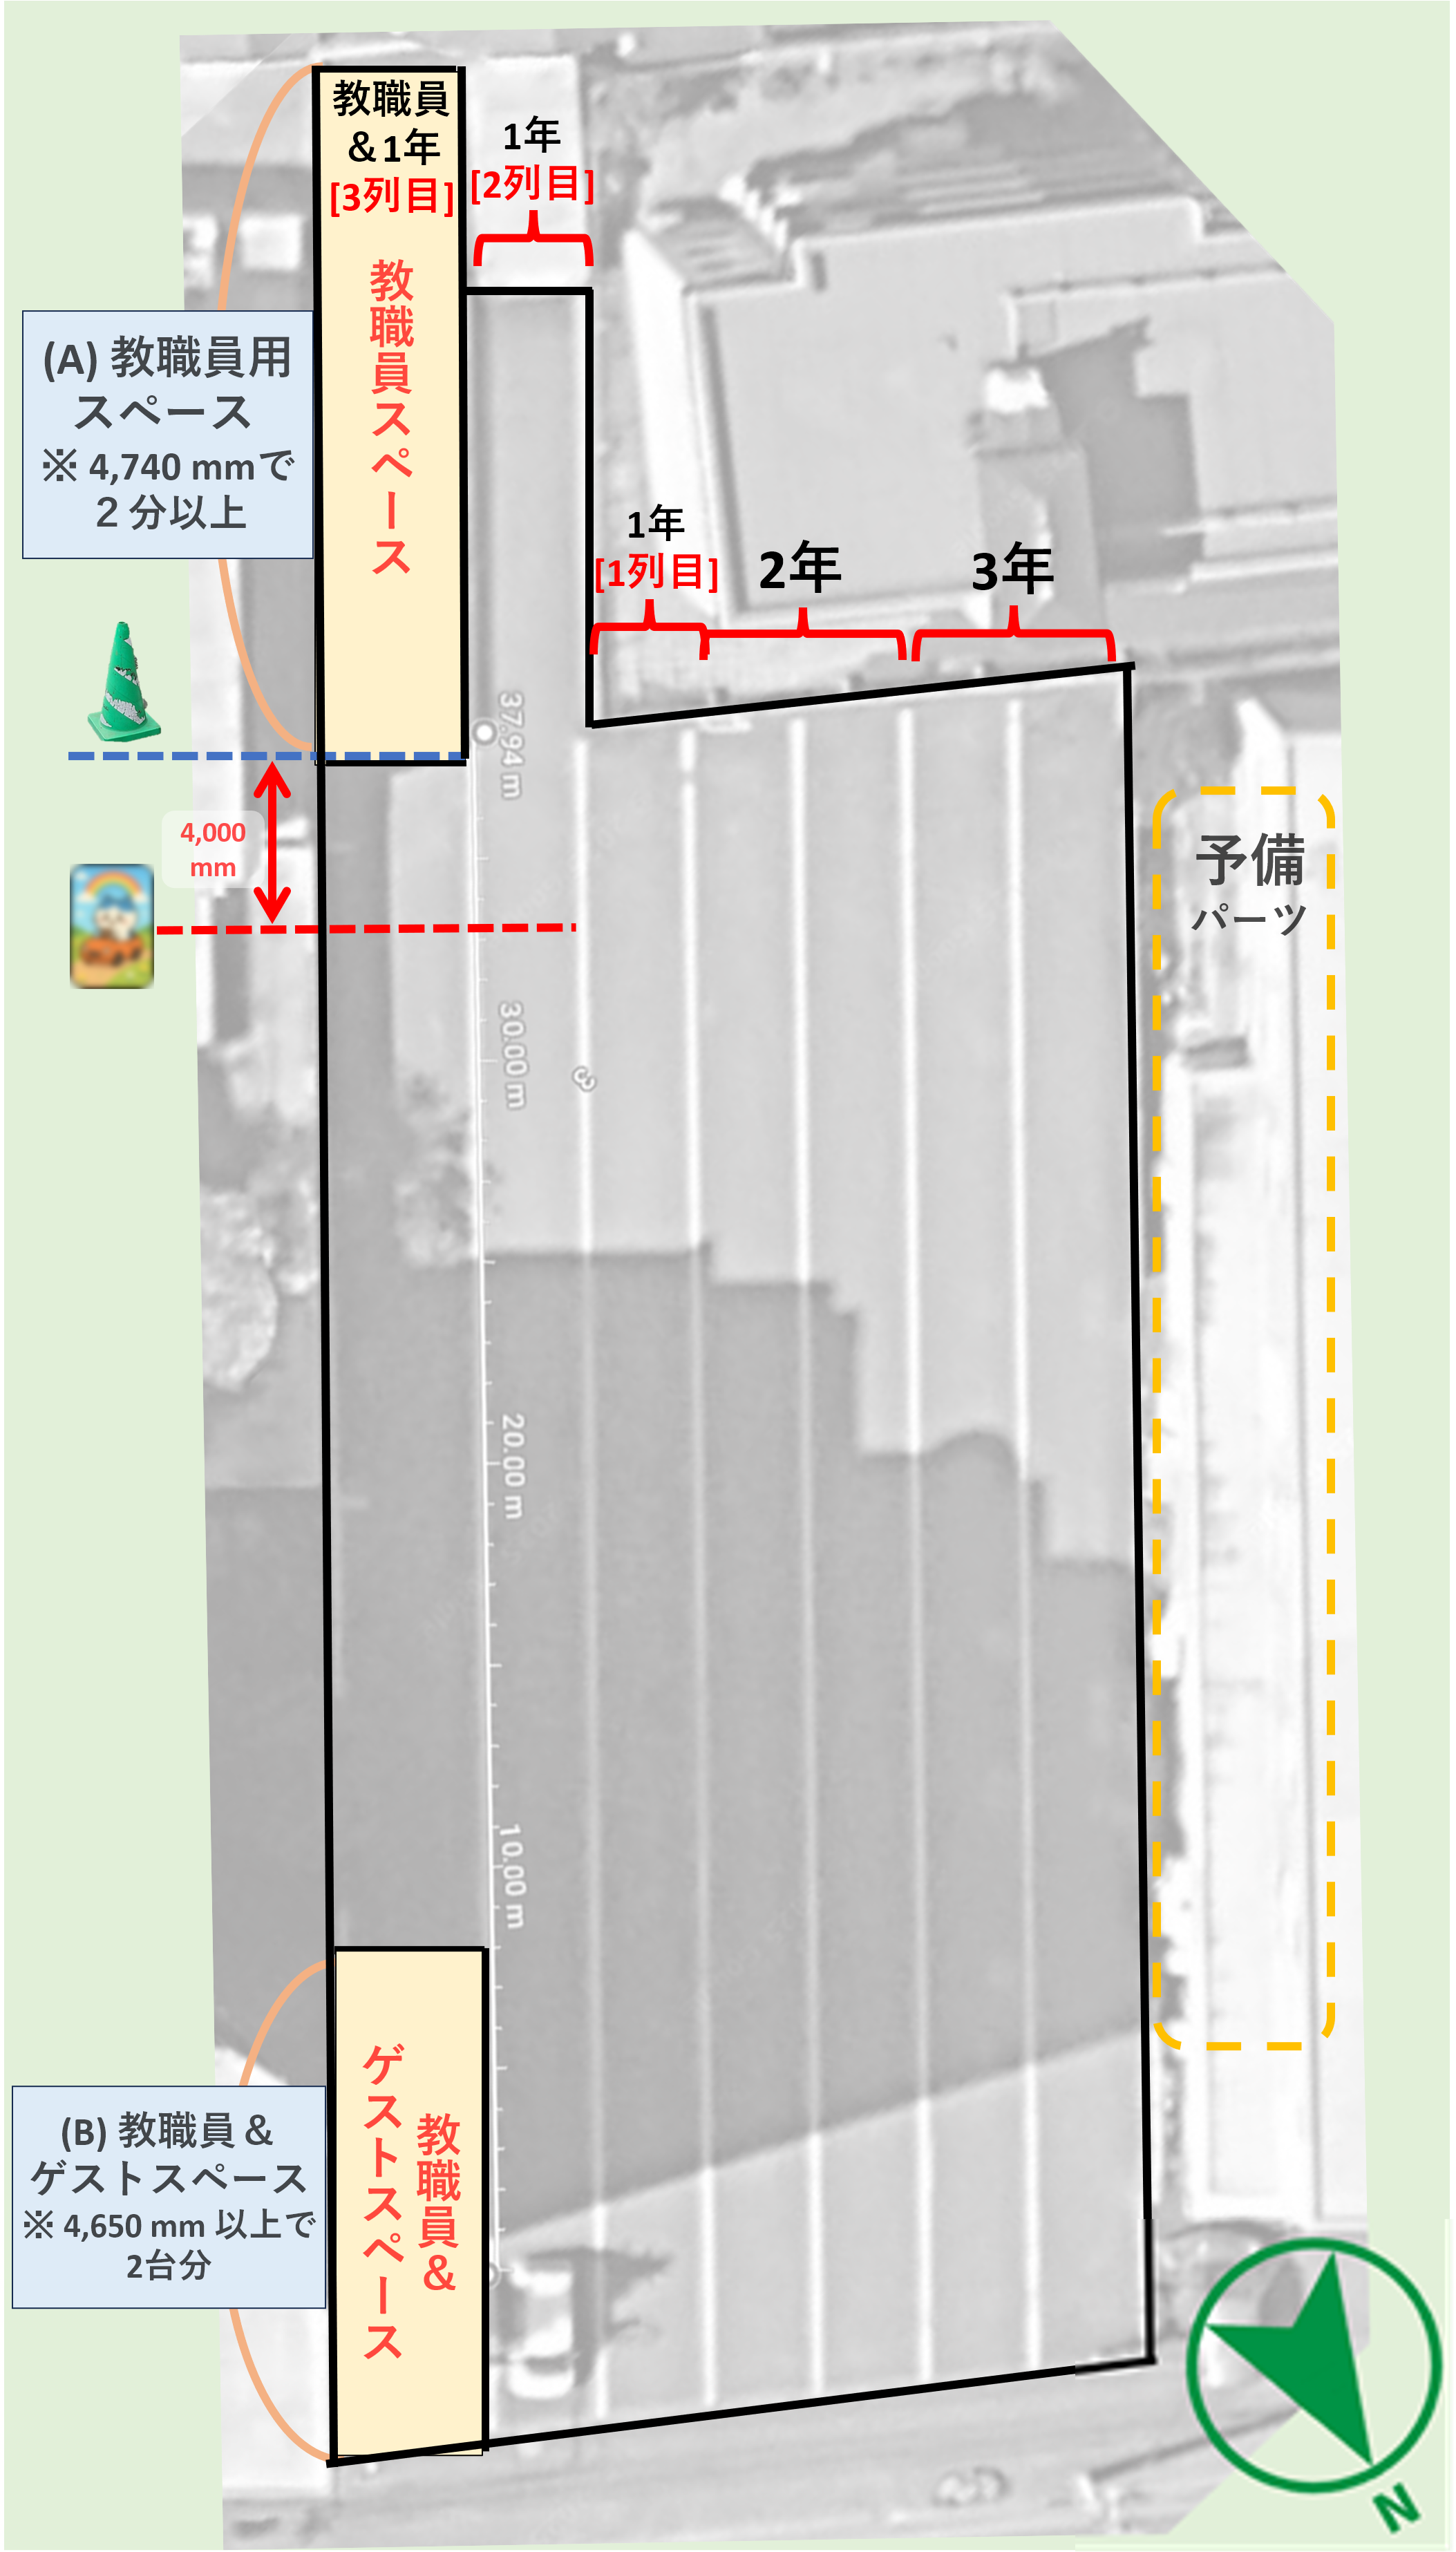 教職員
＆1年
[3列目]
1年
[2列目]
教職員スペース
(A) 教職員用
スペース
※ 4,740 mmで
２分以上
1年
[1列目]
2年
3年
37.94 m
4,000
mm
予備
パーツ
30.00 m
3
20.00 m
10.00 m
教職員＆
ゲストスペース
(B) 教職員＆
ゲストスペース
※ 4,650 mm 以上で
2台分
N